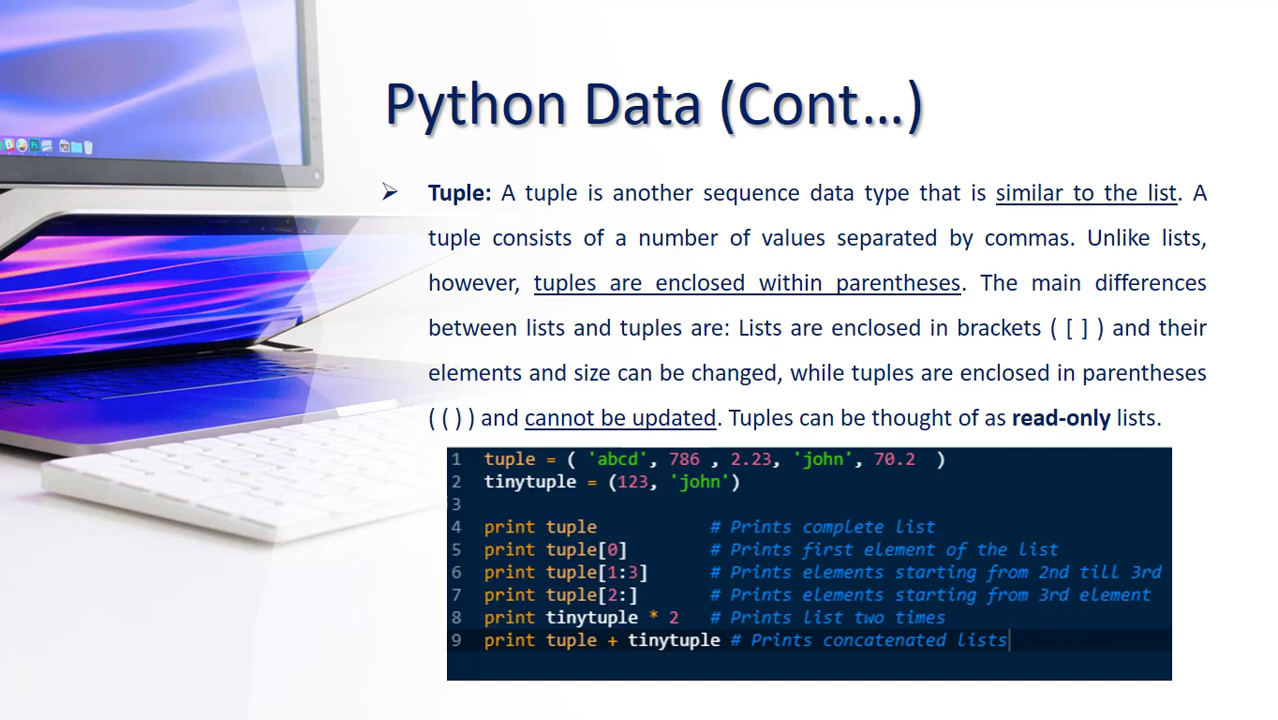 Python Data (Cont…)
➢ Tuple: A tuple is another sequence data type that is similar to the list. A
tuple consists of a number of values separated by commas. Unlike lists,
however, tuples are enclosed within parentheses. The main differences
between lists and tuples are: Lists are enclosed in brackets ( [ ] ) and their
elements and size can be changed, while tuples are enclosed in parentheses
( ( ) ) and cannot be updated. Tuples can be thought of as read-only lists.
1 tuple = ( 'abcd', 786 , 2.23, 'john', 70.2  )
2 tinytuple = (123, 'john')
3
4 print tuple           # Prints complete list
5 print tuple[0]        # Prints first element of the list
6 print tuple[1:3]      # Prints elements starting from 2nd till 3rd
7 print tuple[2:]       # Prints elements starting from 3rd element
8 print tinytuple * 2   # Prints list two times
9 print tuple + tinytuple # Prints concatenated lists